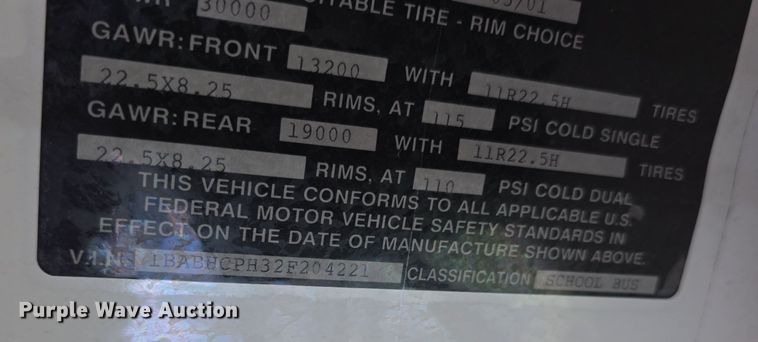 30000
ITABLE TIRE - RIM CHOICE
GAWR: FRONT 13200 WITH 11R22.5H TIRES
22.5X8.25 RIMS, AT 115 PSI COLD SINGLE
GAWR: REAR 19000 WITH 11R22.5H TIRES
22.5X8.25 RIMS, AT 110 PSI COLD DUAL
THIS VEHICLE CONFORMS TO ALL APPLICABLE U.S.
FEDERAL MOTOR VEHICLE SAFETY STANDARDS IN
EFFECT ON THE DATE OF MANUFACTURE SHOWN ABOVE.
V.I.N. 1BABHCPH32F204221 CLASSIFICATION SCHOOL BUS
Purple Wave Auction